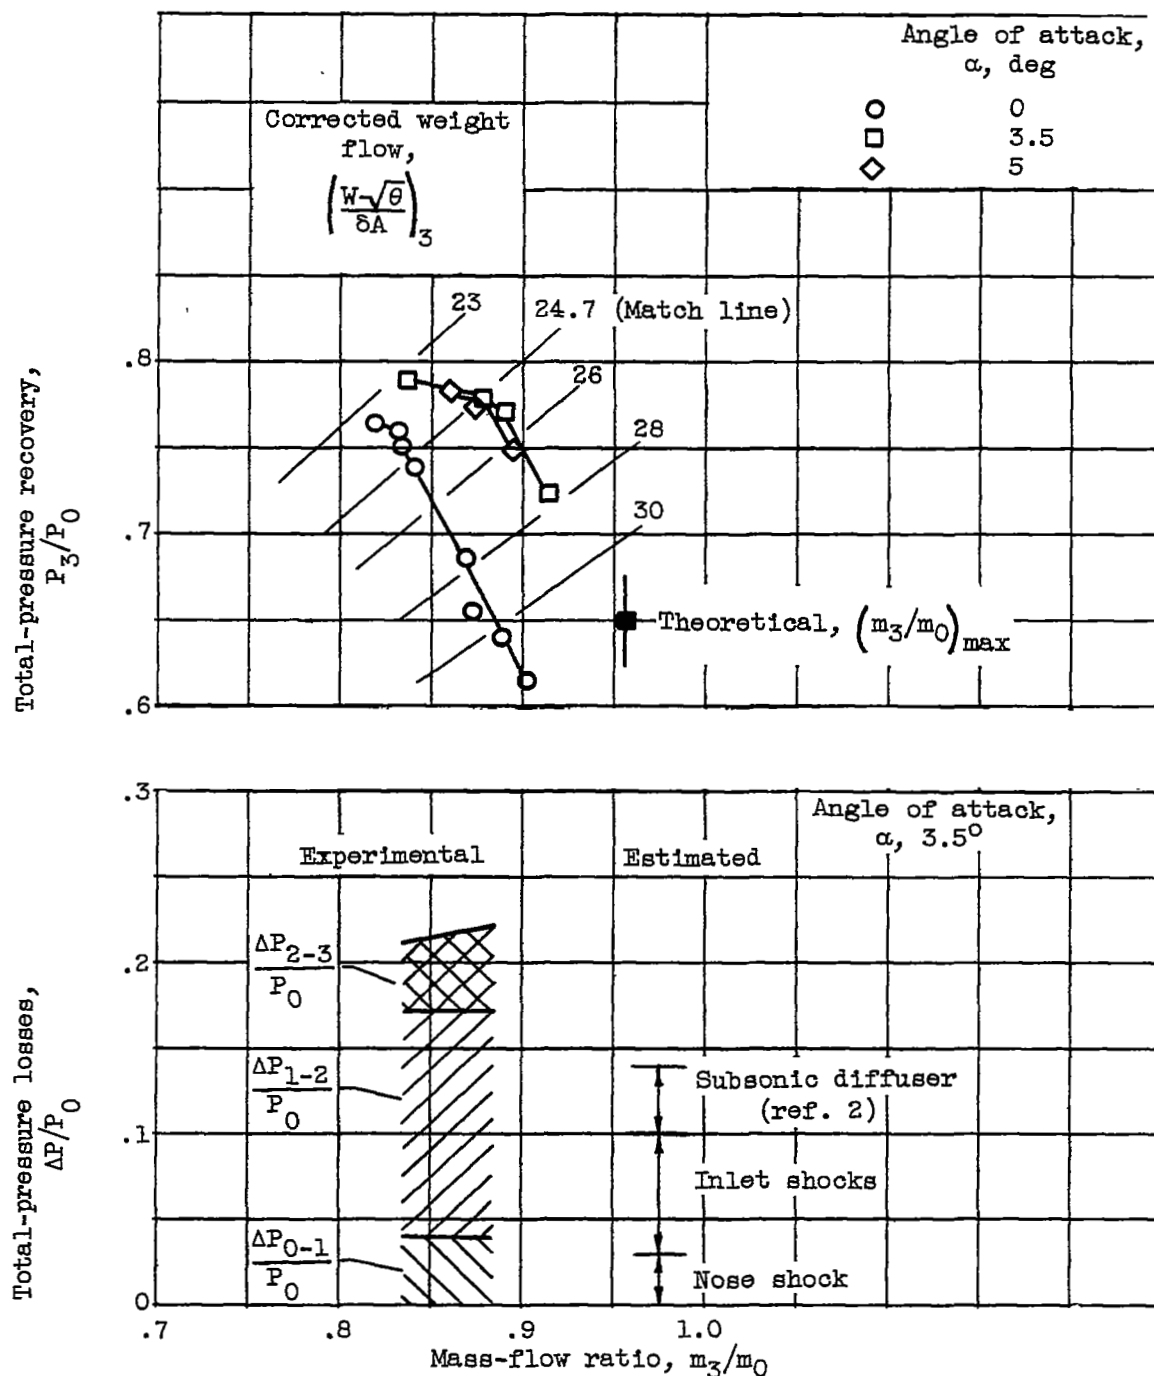 Angle of attack,
α, deg
0
3.5
5
Corrected weight
flow,
(W√θ/δA)3
23
24.7 (Match line)
26
28
30
Theoretical, (m3/m0)max
Total-pressure recovery,
P3/P0
.8
.7
.6
Angle of attack,
α, 3.5°
Experimental
Estimated
ΔP2-3/P0
ΔP1-2/P0
ΔP0-1/P0
Subsonic diffuser
(ref. 2)
Inlet shocks
Nose shock
Total-pressure losses,
ΔP/P0
.3
.2
.1
0
.7 .8 .9 1.0
Mass-flow ratio, m3/m0